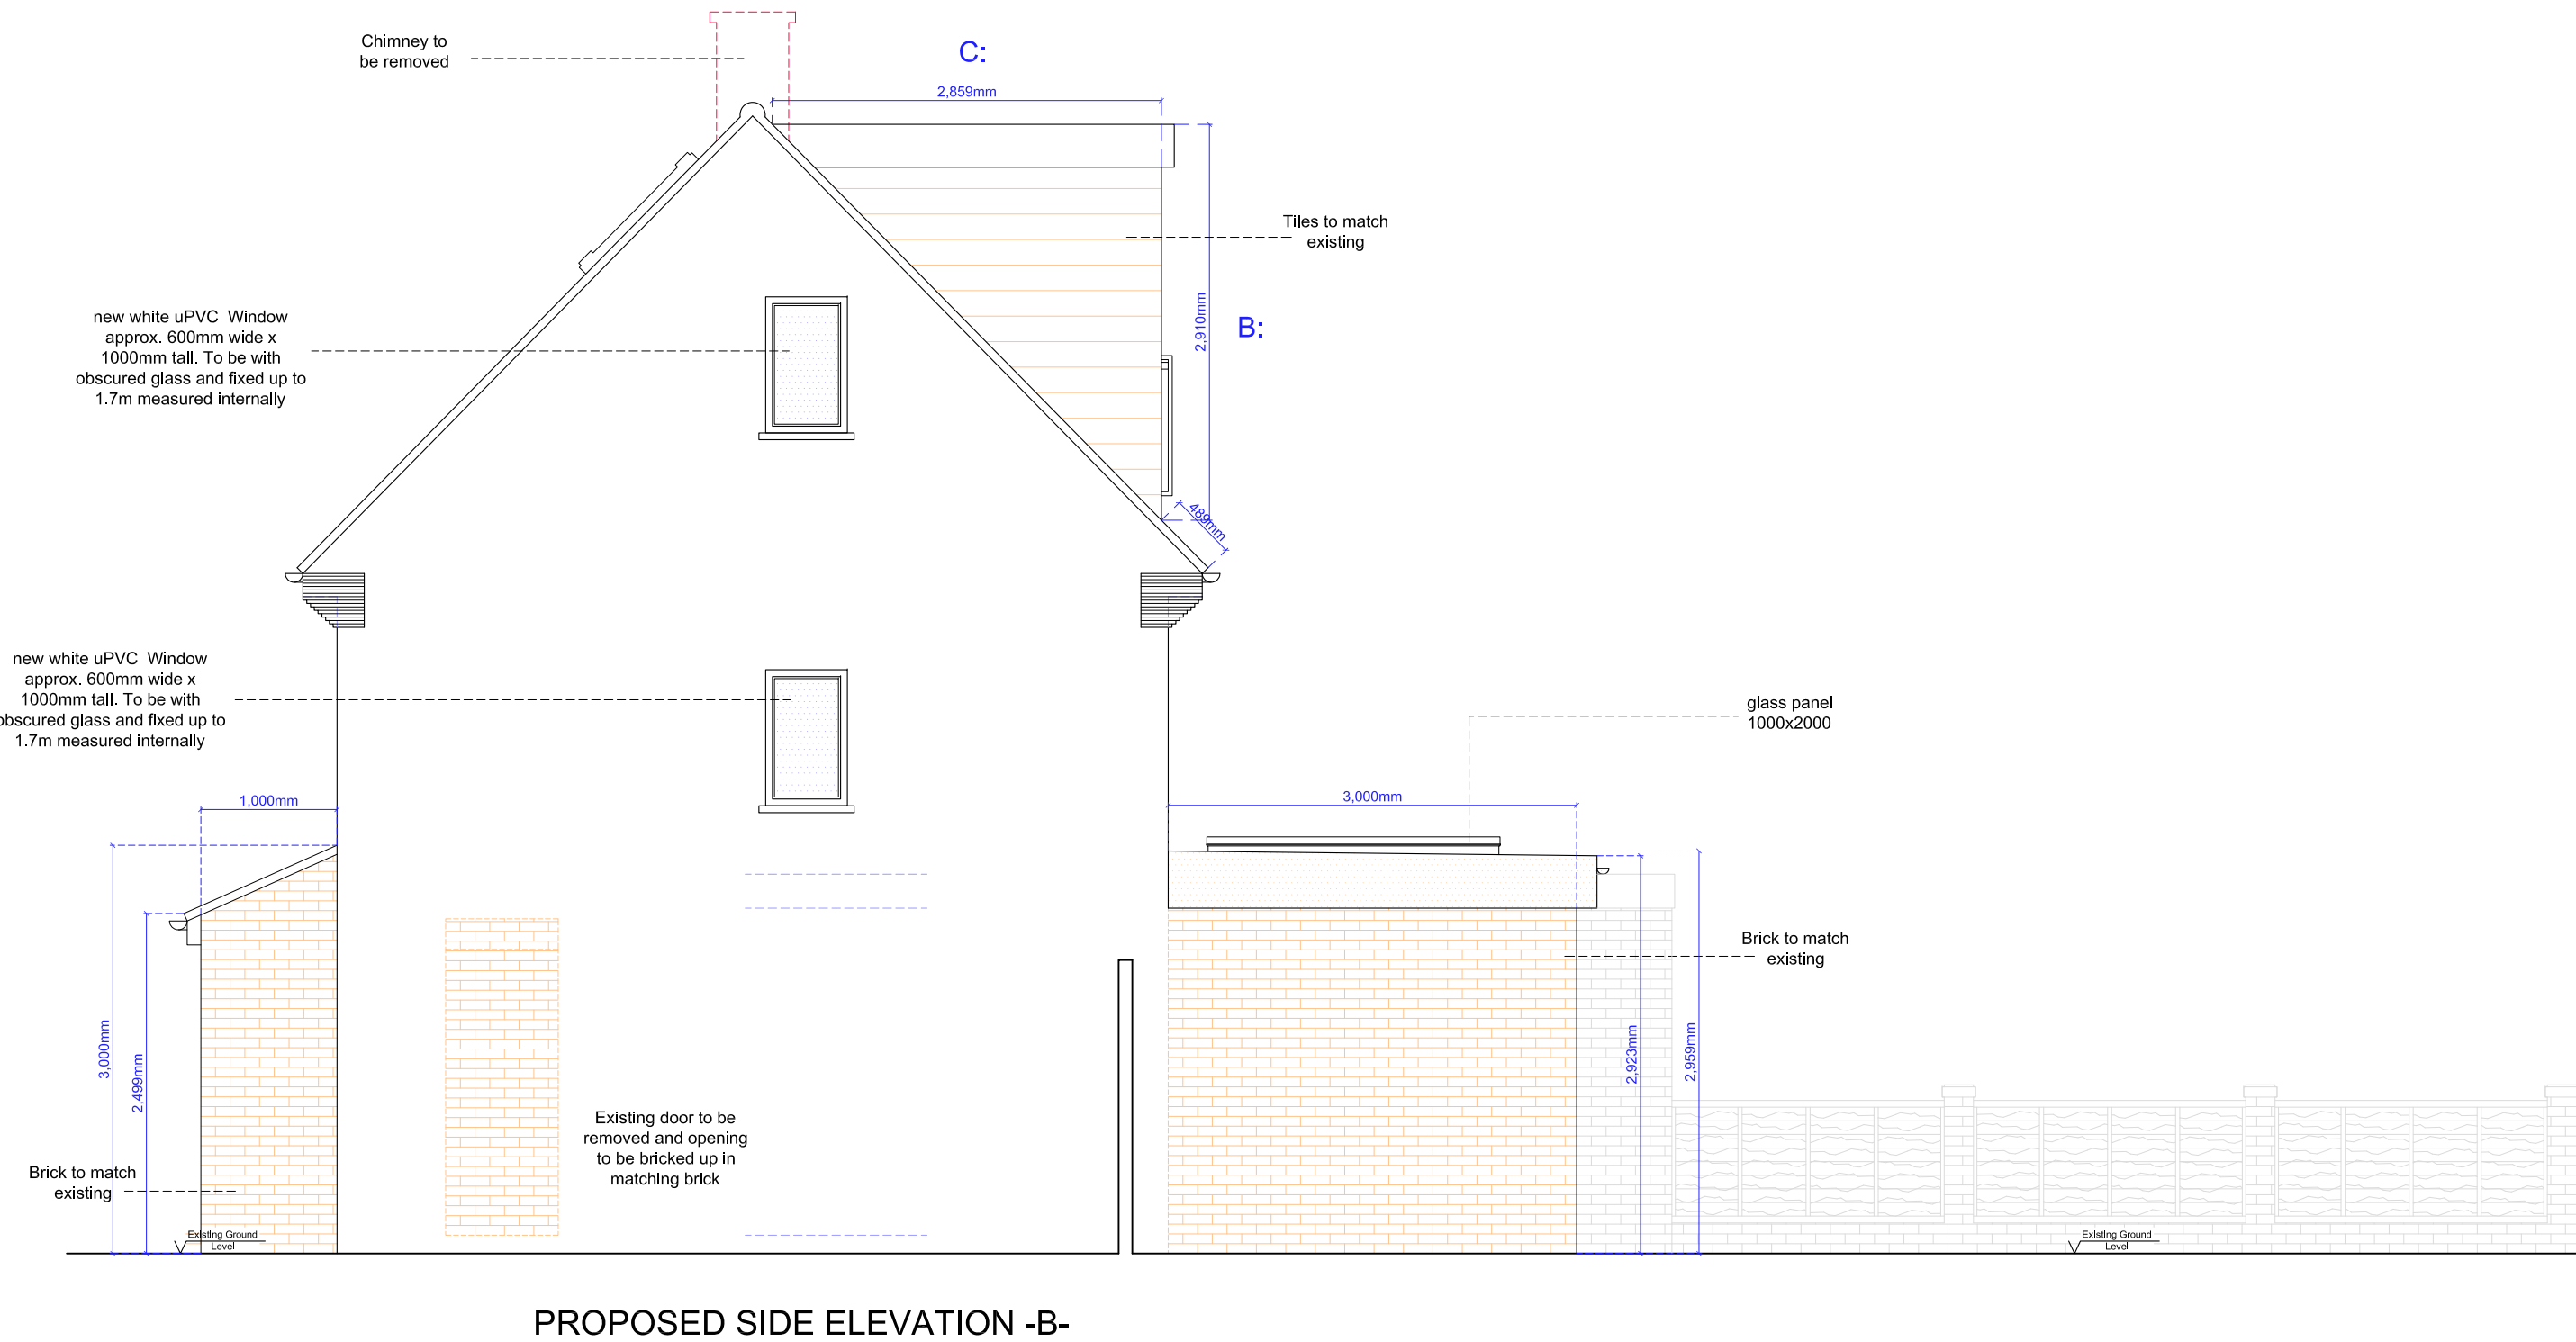 Chimney to
be removed
C:
2,859mm
Tiles to match
existing
2,910mm
B:
489mm
new white uPVC Window
approx. 600mm wide x
1000mm tall. To be with
obscured glass and fixed up to
1.7m measured internally
new white uPVC Window
approx. 600mm wide x
1000mm tall. To be with
obscured glass and fixed up to
1.7m measured internally
glass panel
1000x2000
1,000mm
3,000mm
3,000mm
2,499mm
Brick to match
existing
2,923mm
2,959mm
Existing door to be
removed and opening
to be bricked up in
matching brick
Brick to match
existing
Existing Ground
Level
Existing Ground
Level
PROPOSED SIDE ELEVATION -B-